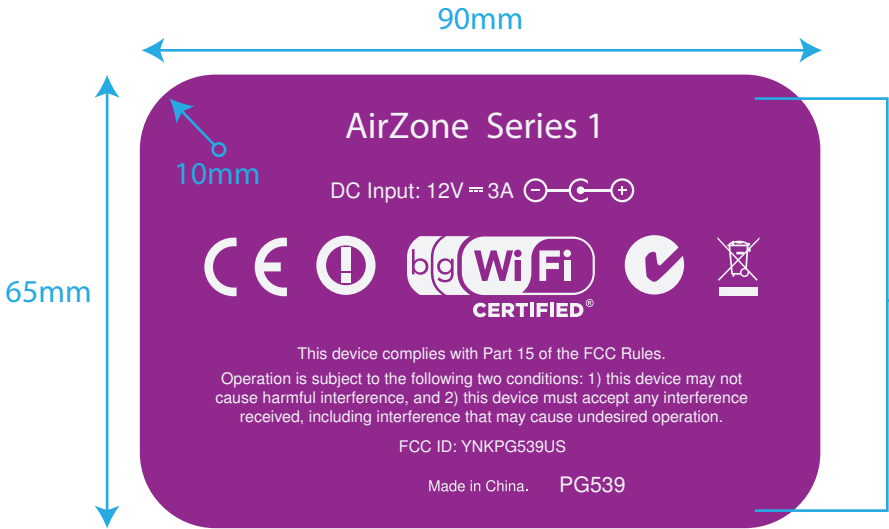 90mm
AirZone Series 1
10mm
DC Input: 12V⎓3A
CE
b g Wi Fi
65mm
CERTIFIED®
This device complies with Part 15 of the FCC Rules.
Operation is subject to the following two conditions: 1) this device may not
cause harmful interference, and 2) this device must accept any interference
received, including interference that may cause undesired operation.
FCC ID: YNKPG539US
Made in China. PG539